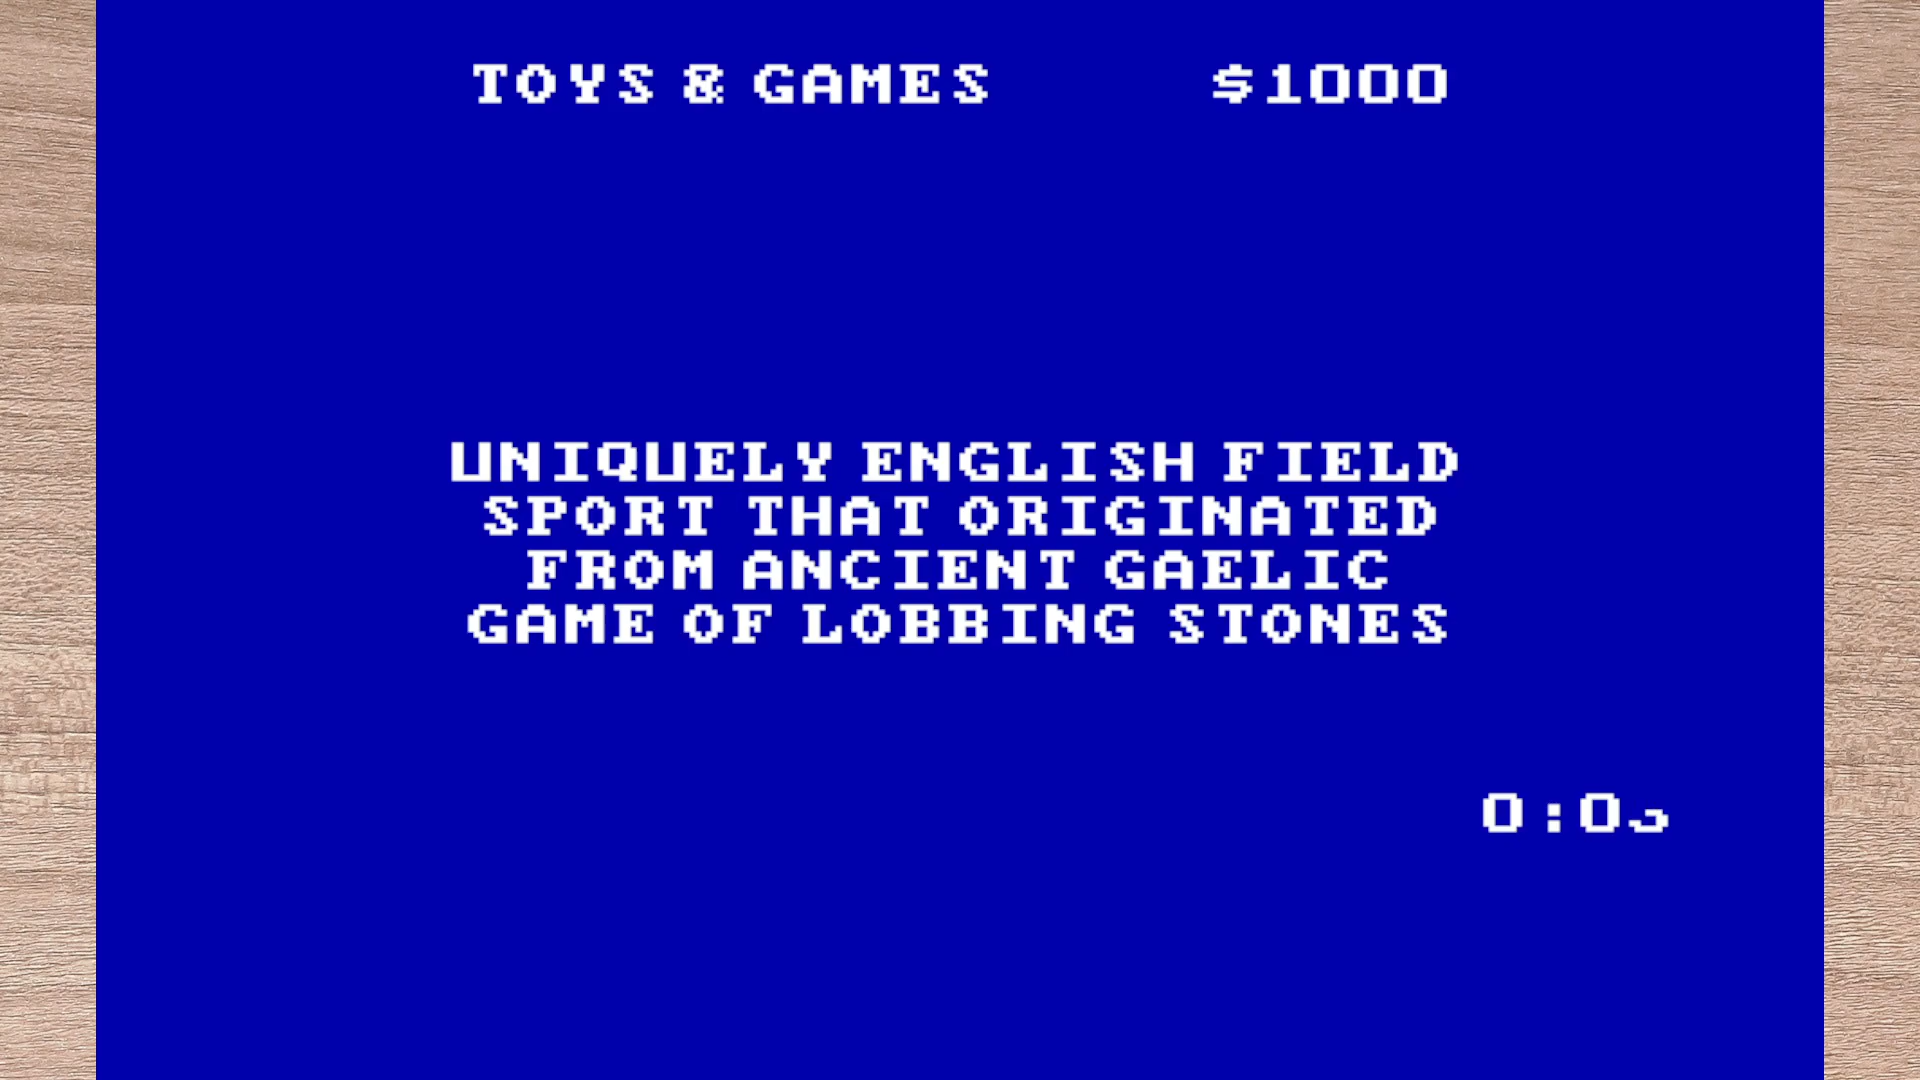 TOYS & GAMES $1000
UNIQUELY ENGLISH FIELD
SPORT THAT ORIGINATED
FROM ANCIENT GAELIC
GAME OF LOBBING STONES